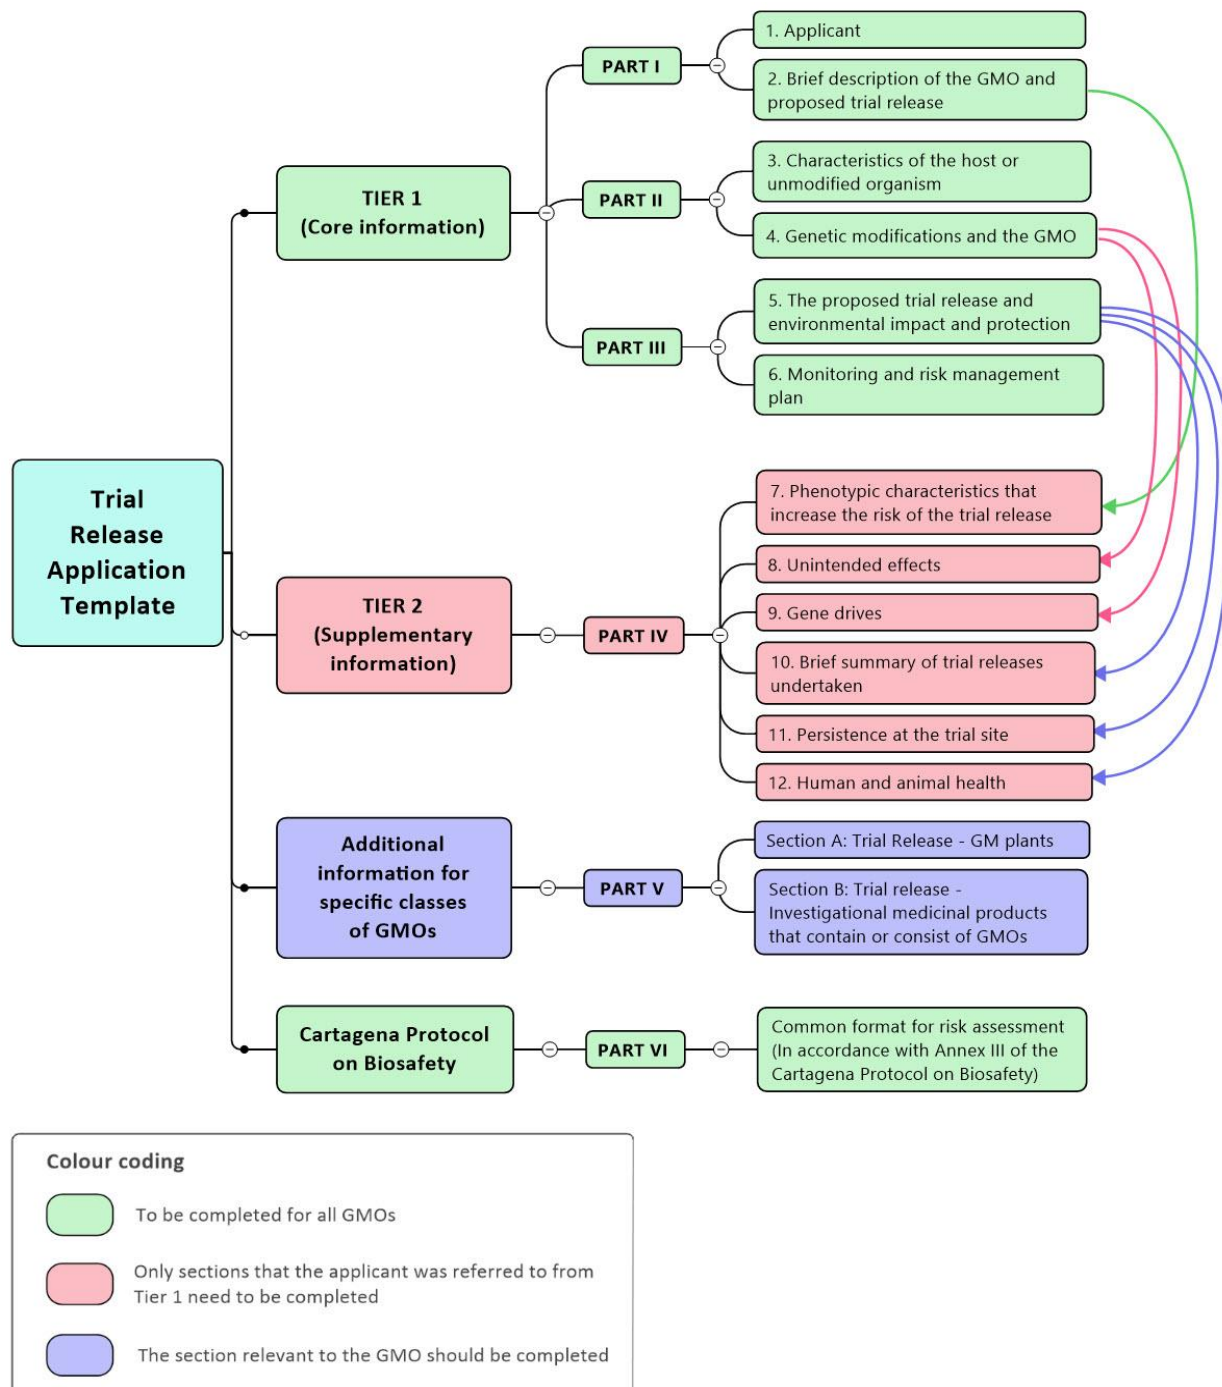 1. Applicant
PART I
2. Brief description of the GMO and
proposed trial release
TIER 1
(Core information)
3. Characteristics of the host or
unmodified organism
PART II
4. Genetic modifications and the GMO
5. The proposed trial release and
environmental impact and protection
PART III
6. Monitoring and risk management
plan
Trial
Release
Application
Template
7. Phenotypic characteristics that
increase the risk of the trial release
8. Unintended effects
TIER 2
(Supplementary
information)
PART IV
9. Gene drives
10. Brief summary of trial releases
undertaken
11. Persistence at the trial site
12. Human and animal health
Additional
information for
specific classes
of GMOs
PART V
Section A: Trial Release - GM plants
Section B: Trial release -
Investigational medicinal products
that contain or consist of GMOs
Cartagena Protocol
on Biosafety
PART VI
Common format for risk assessment
(In accordance with Annex III of the
Cartagena Protocol on Biosafety)
Colour coding
To be completed for all GMOs
Only sections that the applicant was referred to from
Tier 1 need to be completed
The section relevant to the GMO should be completed